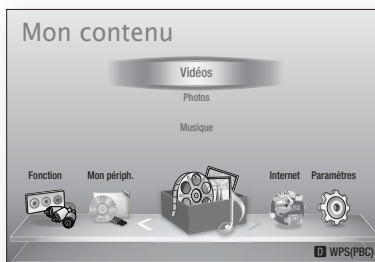 Mon contenu
Vidéos
Photos
Musique
Fonction Mon périph. Internet Paramètres
D WPS(PBC)